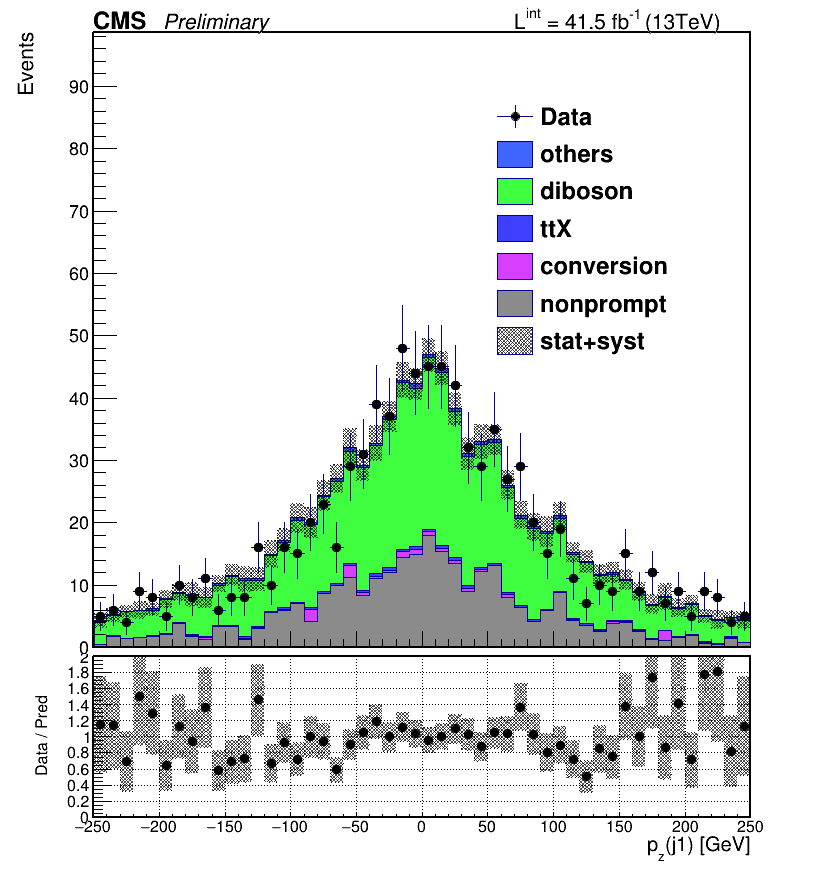 CMS Preliminary L^int = 41.5 fb^-1 (13TeV)
Events
90
80
70
60
50
40
30
20
10
0
Data
others
diboson
ttX
conversion
nonprompt
stat+syst
Data / Pred
2
1.8
1.6
1.4
1.2
1
0.8
0.6
0.4
0.2
0
−250 −200 −150 −100 −50 0 50 100 150 200 250
p_z(j1) [GeV]